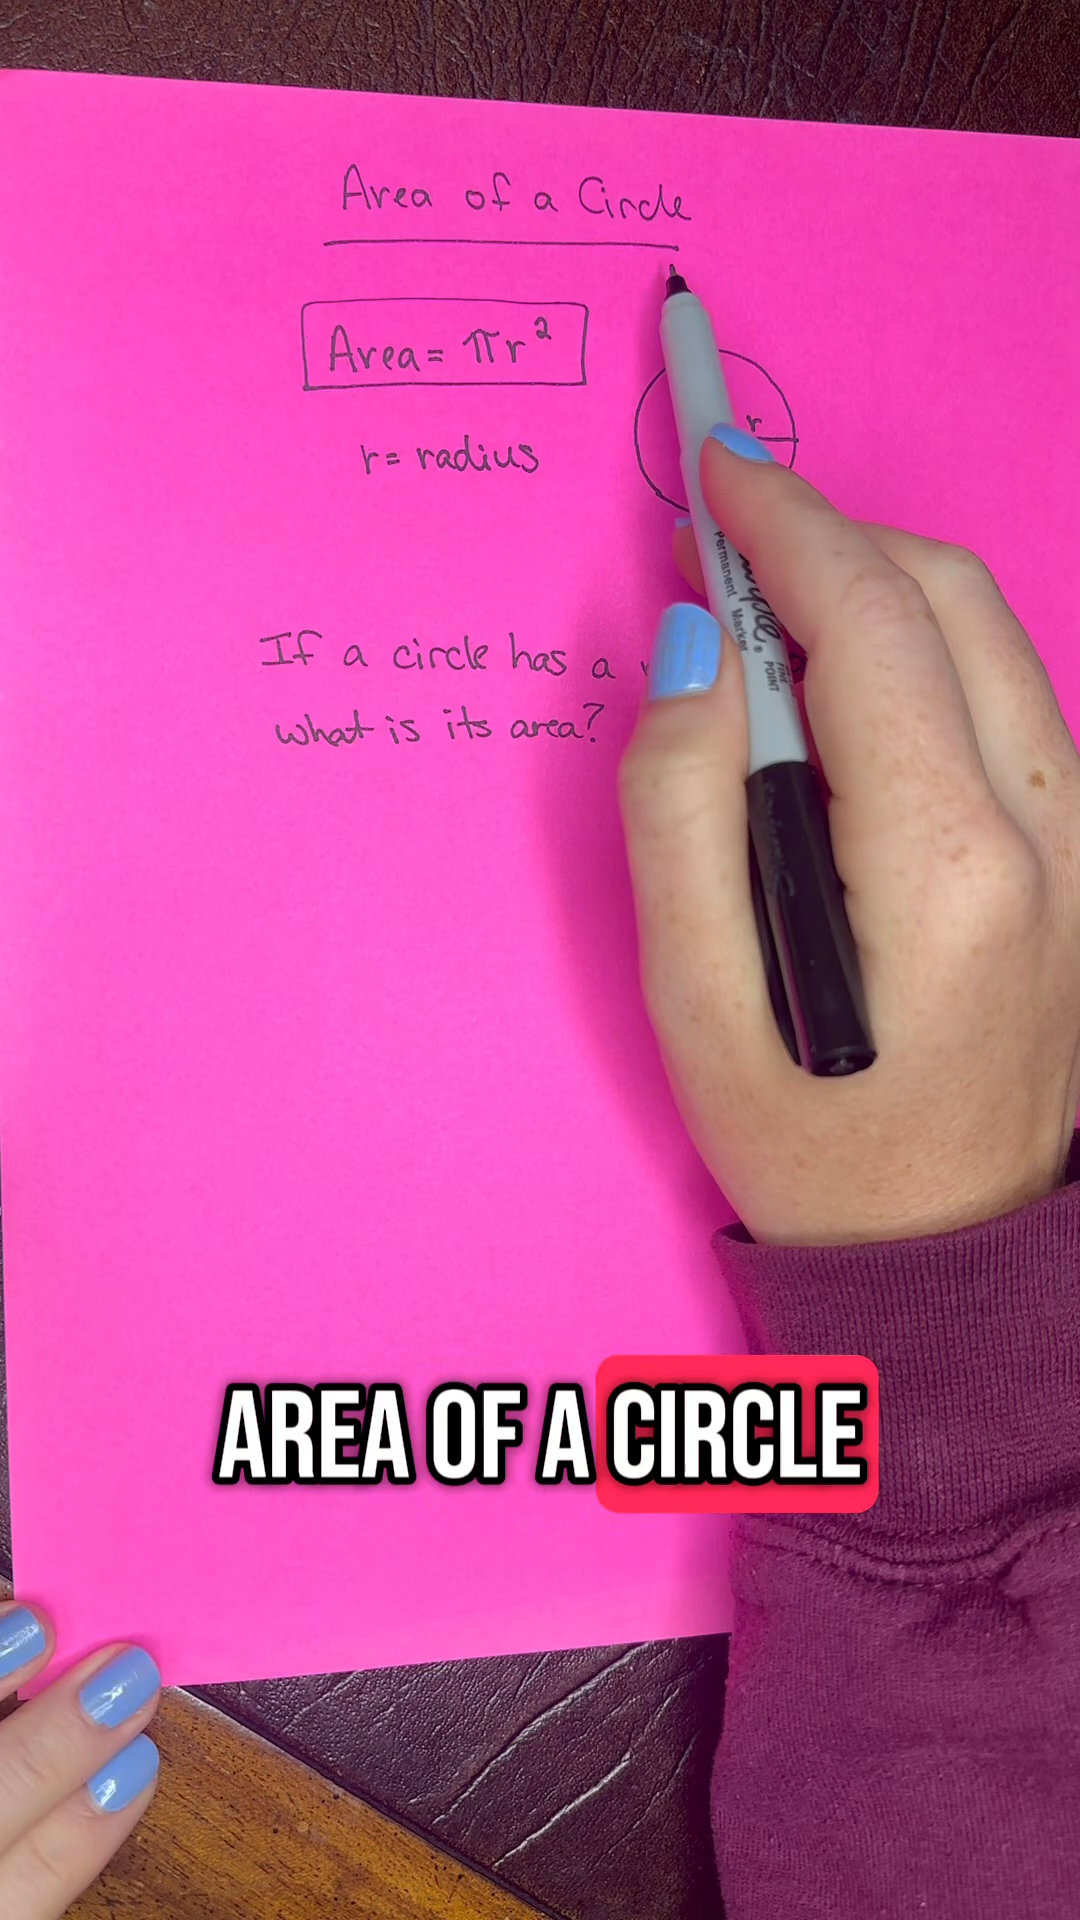 Area of a Circle
Area = πr²
r
r = radius
Permanent Marker
FINE
POINT
If a circle has a
what is its area?
AREA OF A CIRCLE